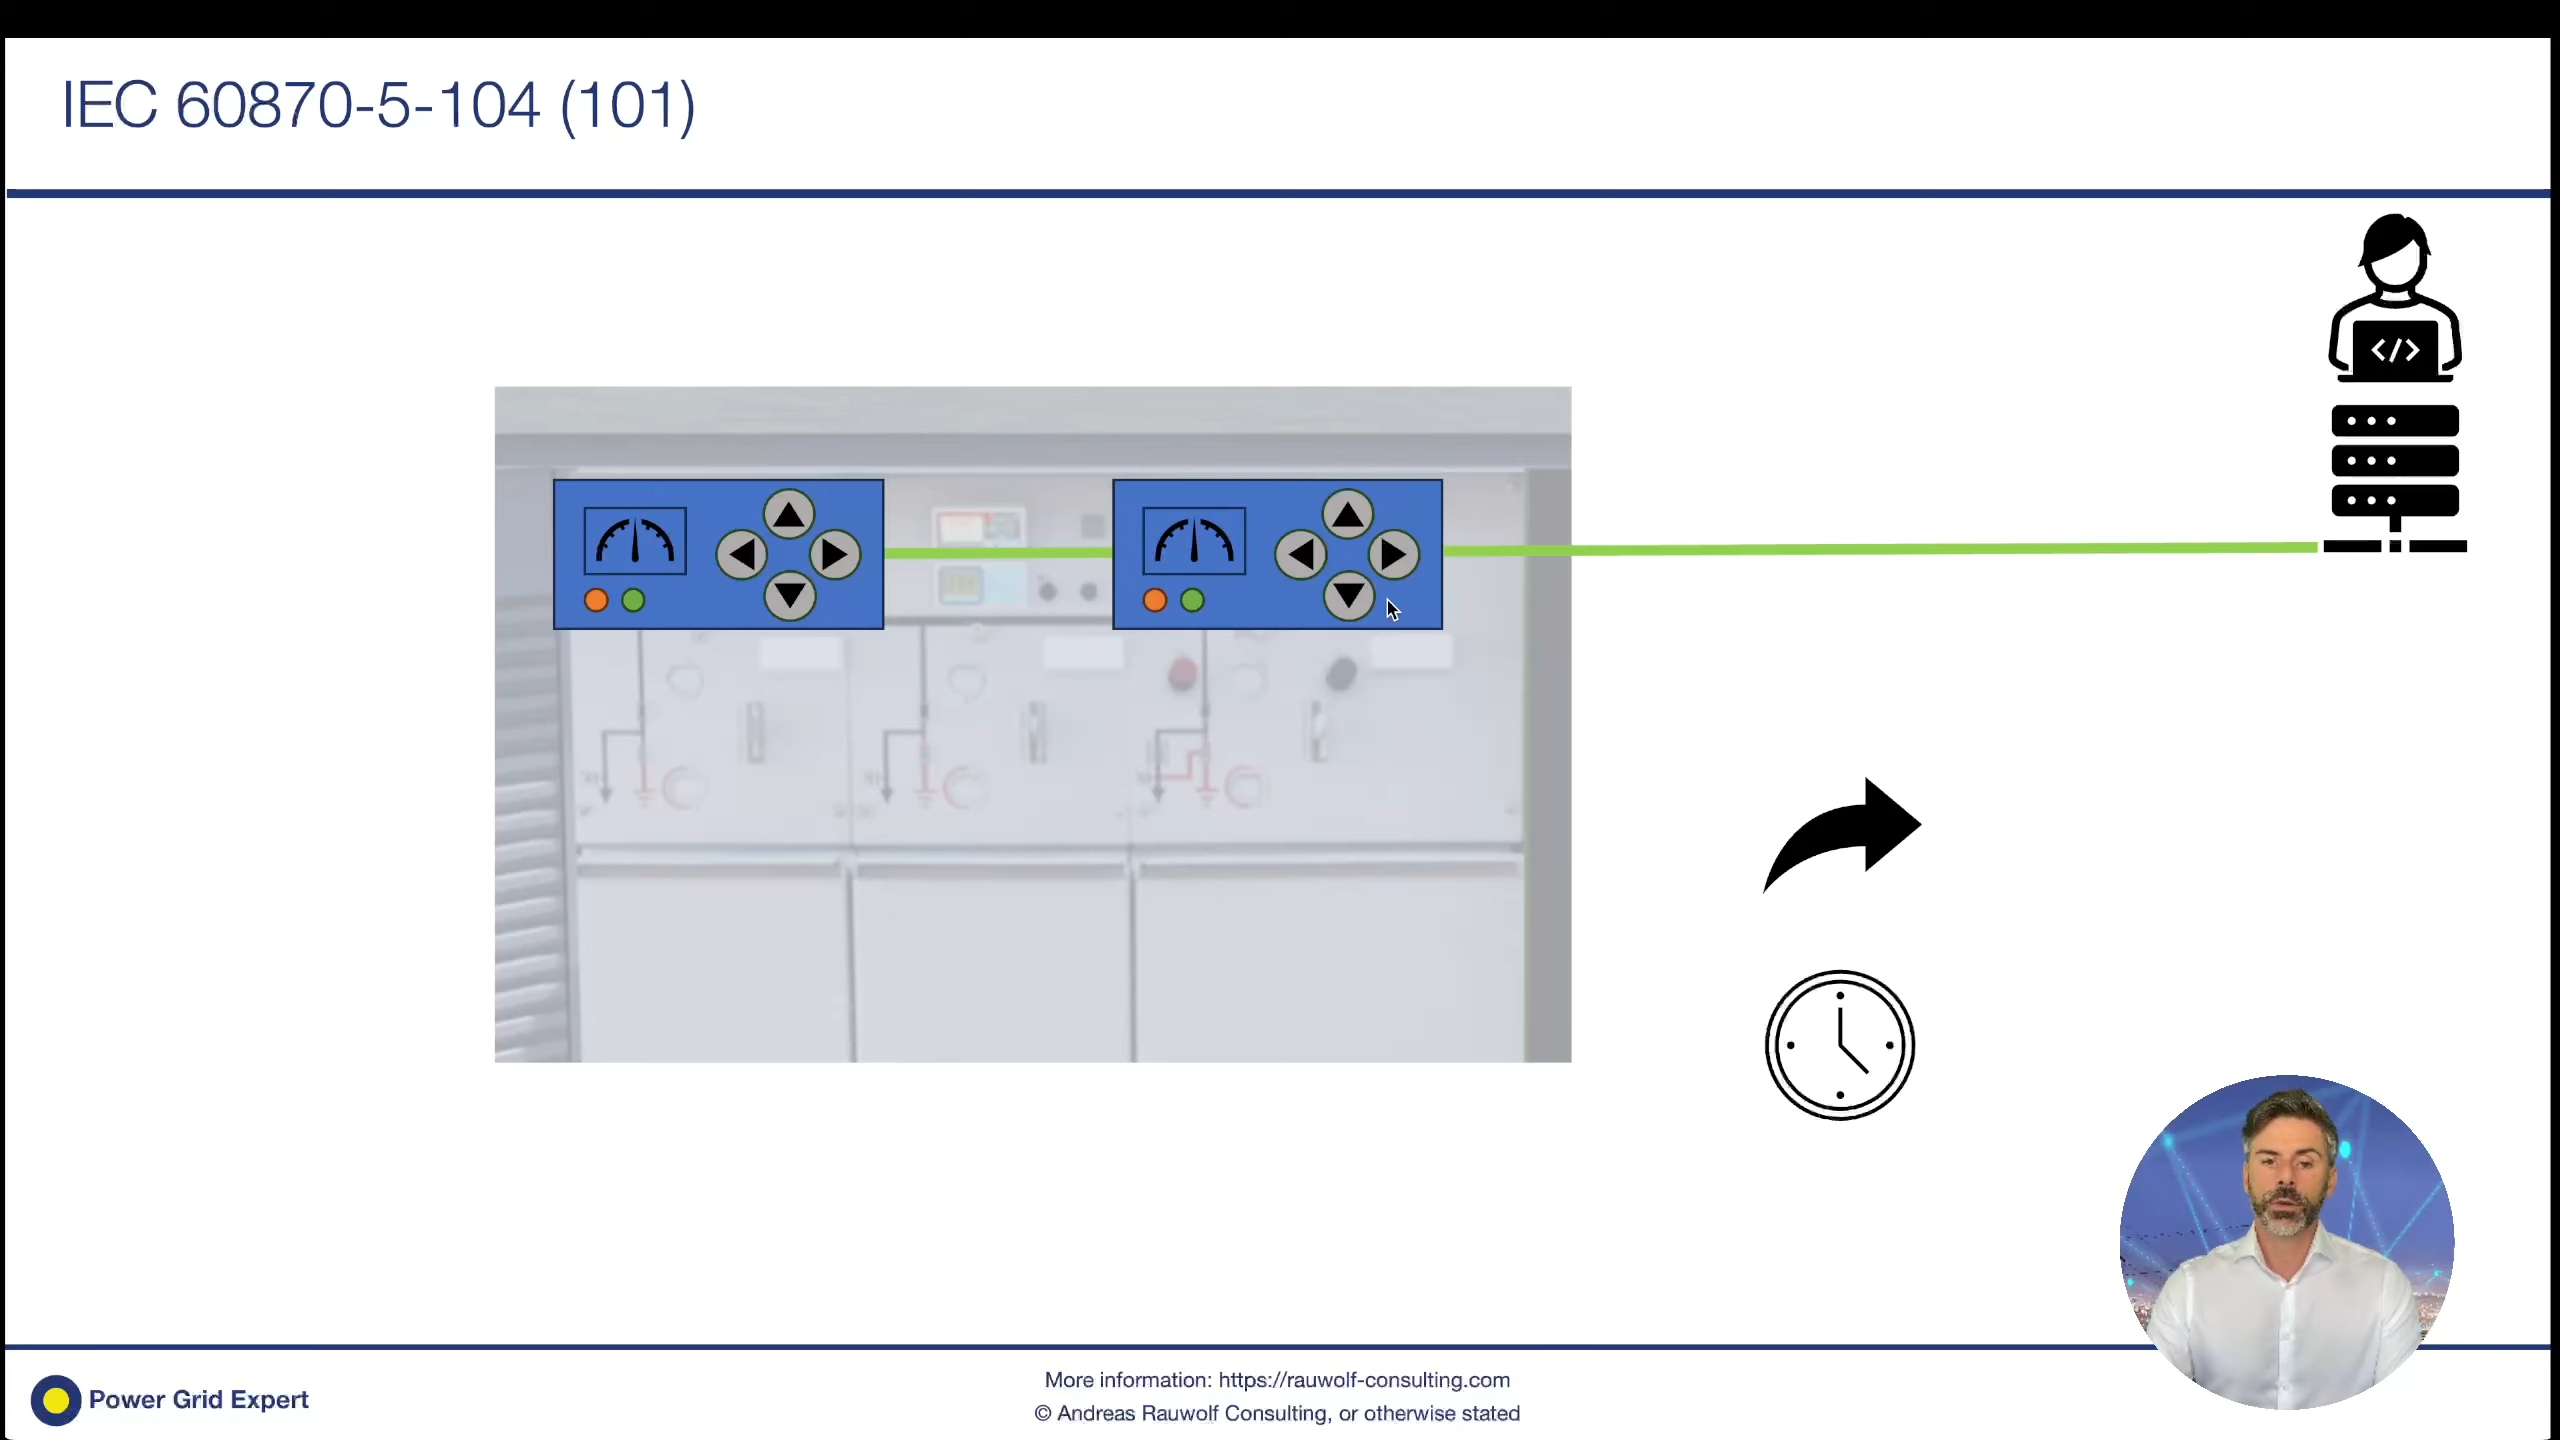 IEC 60870-5-104 (101)
</>
Power Grid Expert
More information: https://rauwolf-consulting.com
© Andreas Rauwolf Consulting, or otherwise stated